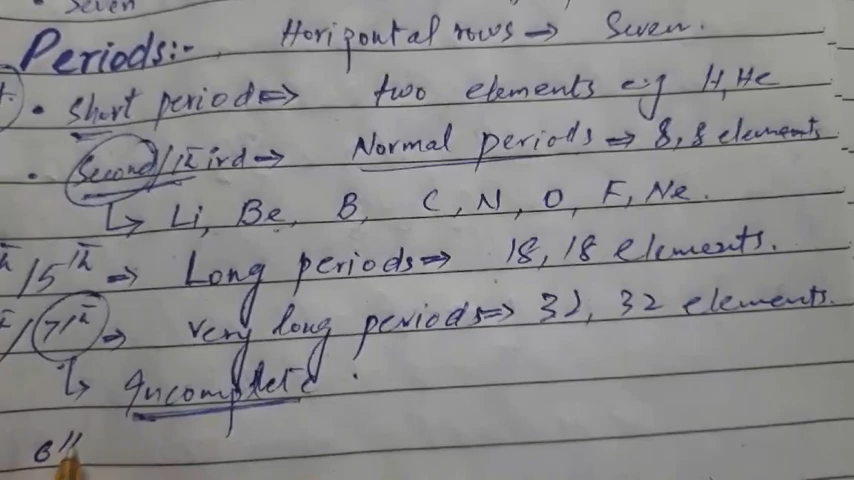 • Seven
Periods:- Horizontal rows → Seven.
• Short period ⇒ two elements e.g H, He
• Second/Third → Normal periods → 8, 8 elements
↳ Li, Be, B, C, N, O, F, Ne.
/5th ⇒ Long periods ⇒ 18, 18 elements.
/7th ⇒ very long periods ⇒ 32, 32 elements.
↳ Incomplete.